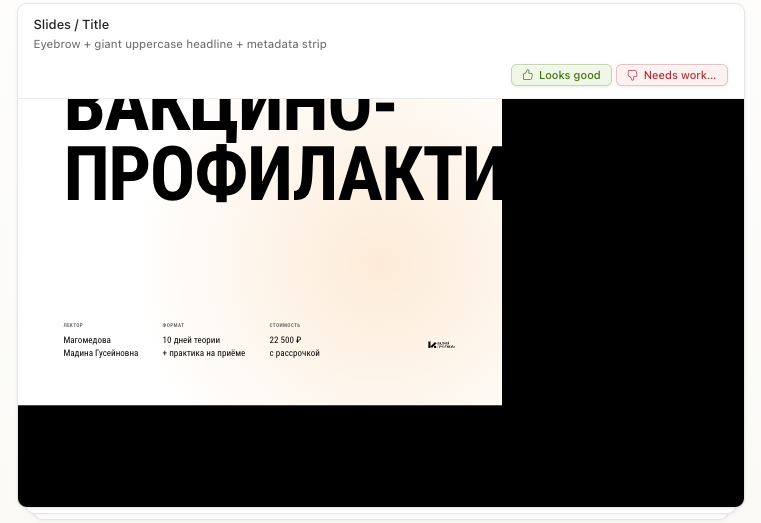 Slides / Title
Eyebrow + giant uppercase headline + metadata strip
Looks good
Needs work...
ВАКЦИНО-
ПРОФИЛАКТИ
ЛЕКТОР
Магомедова
Мадина Гусейновна
ФОРМАТ
10 дней теории
+ практика на приёме
СТОИМОСТЬ
22 500 ₽
с рассрочкой